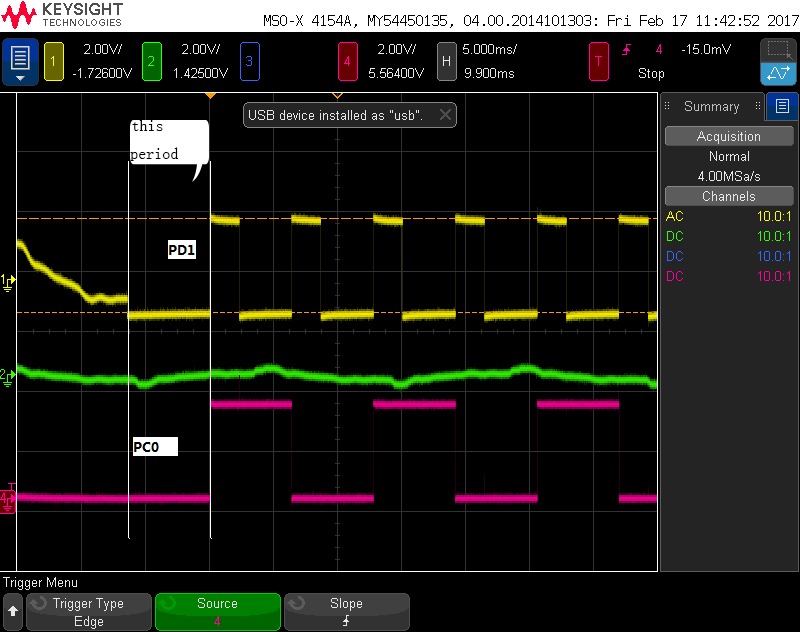 KEYSIGHT
TECHNOLOGIES
MSO-X 4154A, MY54450135, 04.00.2014101303: Fri Feb 17 11:42:52 2017
1 2.00V/ 2 2.00V/ 3 4 2.00V/ H 5.000ms/ T 4 -15.0mV
-1.72600V 1.42500V 5.56400V 9.900ms Stop
USB device installed as "usb".
this
period
PD1
PC0
1
2
4
T
Summary
Acquisition
Normal
4.00MSa/s
Channels
AC 10.0:1
DC 10.0:1
DC 10.0:1
DC 10.0:1
Trigger Menu
Trigger Type
Edge
Source
4
Slope